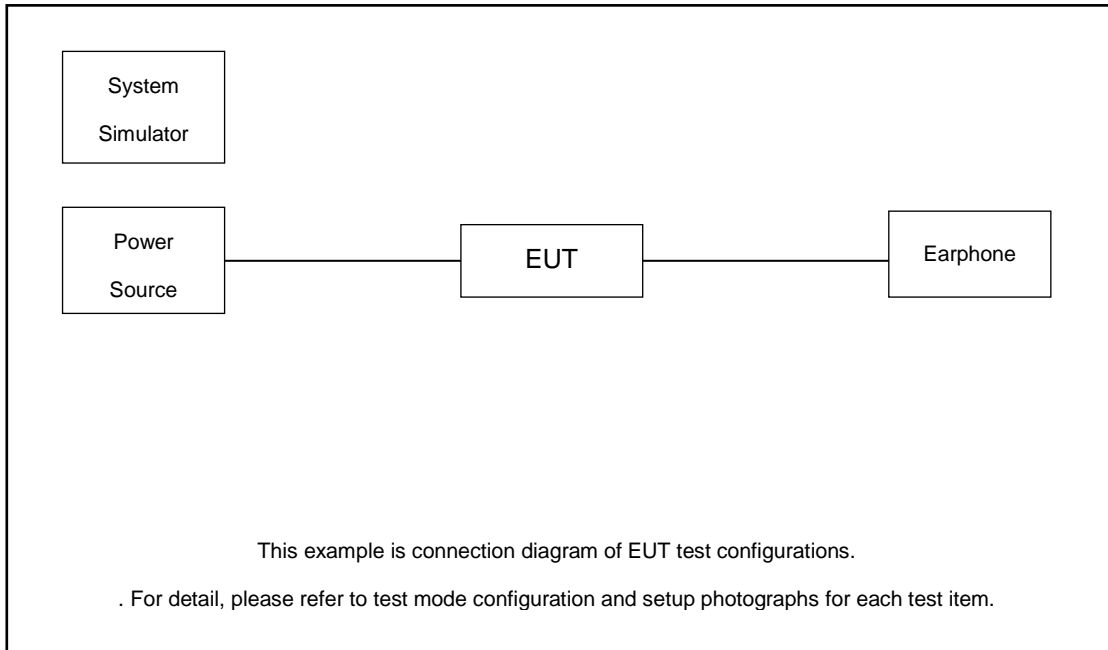 System
Simulator
Power
Source
EUT
Earphone
This example is connection diagram of EUT test configurations.
. For detail, please refer to test mode configuration and setup photographs for each test item.